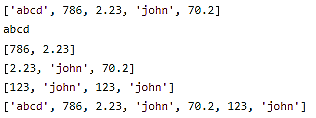 ['abcd', 786, 2.23, 'john', 70.2]
abcd
[786, 2.23]
[2.23, 'john', 70.2]
[123, 'john', 123, 'john']
['abcd', 786, 2.23, 'john', 70.2, 123, 'john']